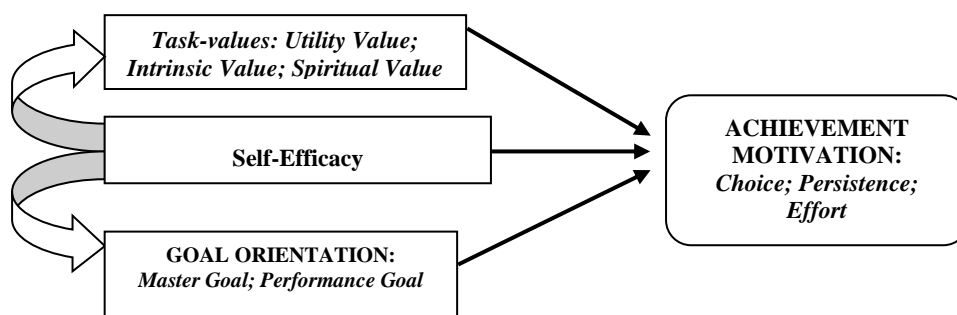 Task-values: Utility Value;
Intrinsic Value; Spiritual Value
Self-Efficacy
GOAL ORIENTATION:
Master Goal; Performance Goal
ACHIEVEMENT
MOTIVATION:
Choice; Persistence;
Effort